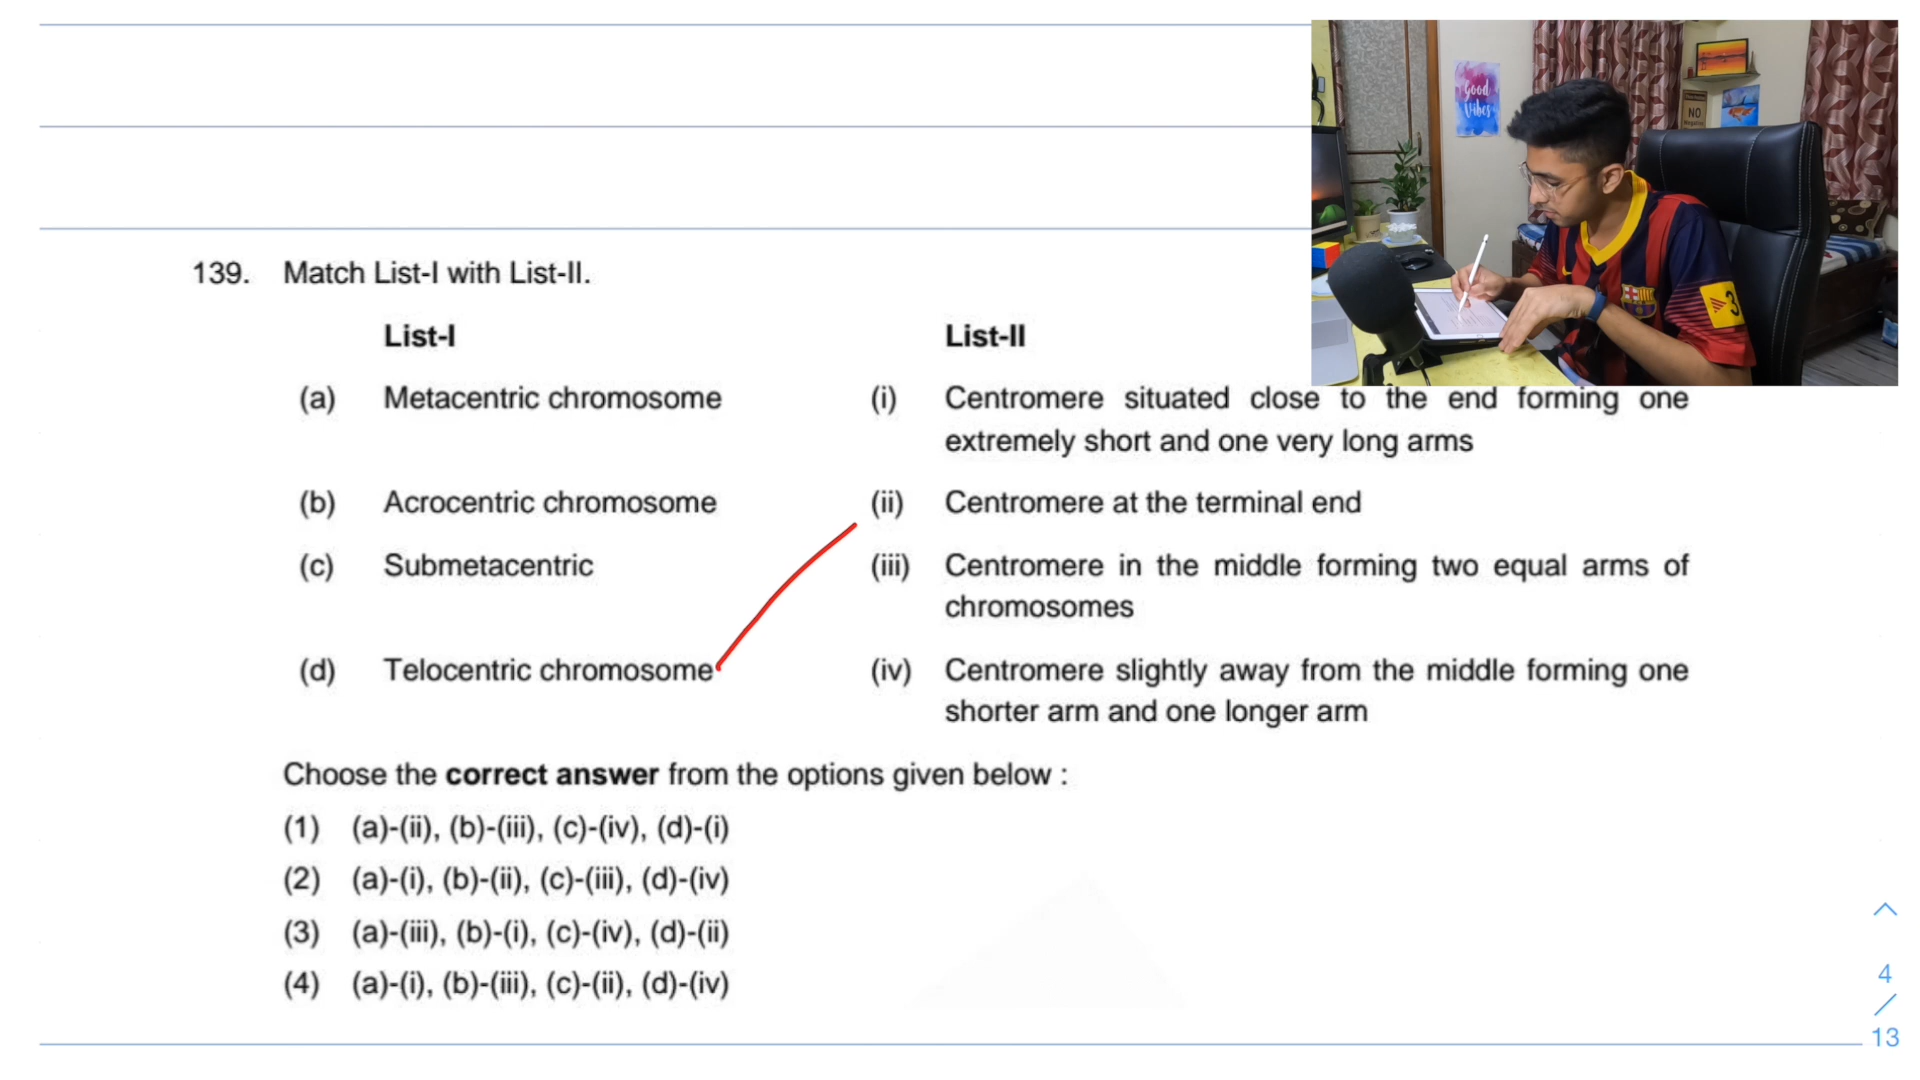 Good
Vibes
NO
Negative
3
139. Match List-I with List-II.
List-I List-II
(a) Metacentric chromosome (i) Centromere situated close to the end forming one
extremely short and one very long arms
(b) Acrocentric chromosome (ii) Centromere at the terminal end
(c) Submetacentric (iii) Centromere in the middle forming two equal arms of
chromosomes
(d) Telocentric chromosome (iv) Centromere slightly away from the middle forming one
shorter arm and one longer arm
Choose the correct answer from the options given below :
(1) (a)-(ii), (b)-(iii), (c)-(iv), (d)-(i)
(2) (a)-(i), (b)-(ii), (c)-(iii), (d)-(iv)
(3) (a)-(iii), (b)-(i), (c)-(iv), (d)-(ii)
(4) (a)-(i), (b)-(iii), (c)-(ii), (d)-(iv)
4
/
13